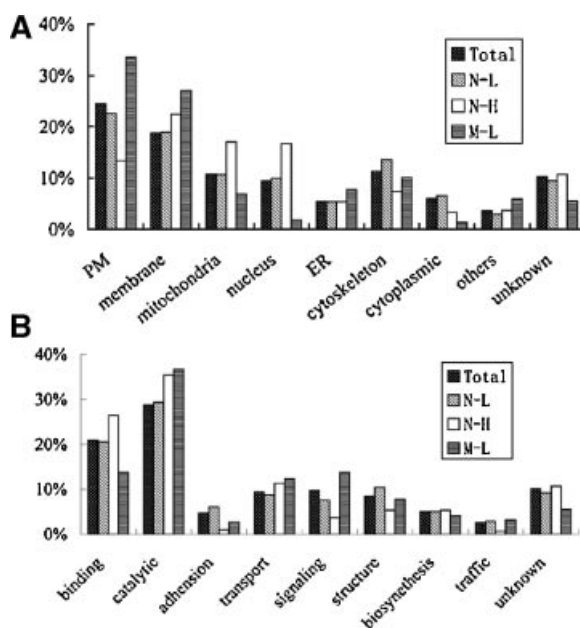 A
40%
30%
20%
10%
0%
Total
N-L
N-H
M-L
PM
membrane
mitochondria
nucleus
ER
cytoskeleton
cytoplasmic
others
unknown
B
40%
30%
20%
10%
0%
Total
N-L
N-H
M-L
binding
catalytic
adhension
transport
signaling
structure
biosynethesis
traffic
unknown